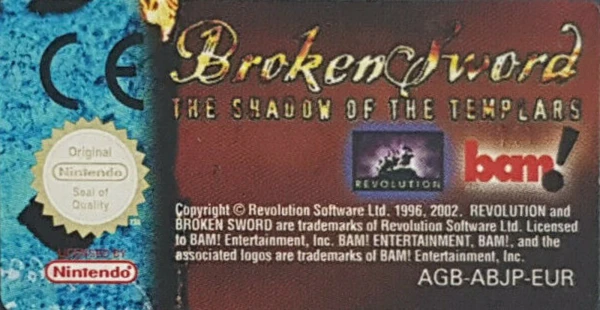 CE
Broken Sword
THE SHADOW OF THE TEMPLARS
Original
Nintendo
Seal of
Quality
REVOLUTION
bam!
Copyright © Revolution Software Ltd. 1996, 2002. REVOLUTION and
BROKEN SWORD are trademarks of Revolution Software Ltd. Licensed
to BAM! Entertainment, Inc. BAM! ENTERTAINMENT, BAM!, and the
associated logos are trademarks of BAM! Entertainment, Inc.
LICENSED BY
Nintendo
AGB-ABJP-EUR